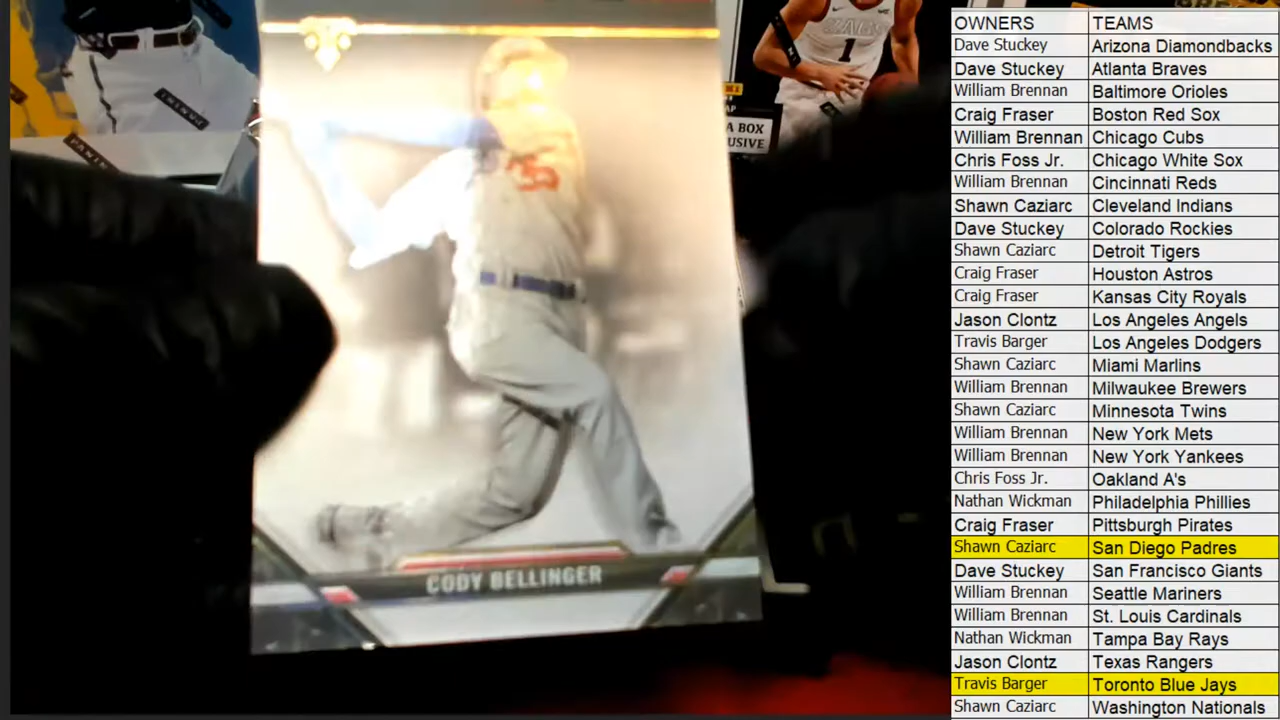 1
A BOX
USIVE
PANINI
35
CODY BELLINGER
OWNERS TEAMS
Dave Stuckey Arizona Diamondbacks
Dave Stuckey Atlanta Braves
William Brennan Baltimore Orioles
Craig Fraser Boston Red Sox
William Brennan Chicago Cubs
Chris Foss Jr. Chicago White Sox
William Brennan Cincinnati Reds
Shawn Caziarc Cleveland Indians
Dave Stuckey Colorado Rockies
Shawn Caziarc Detroit Tigers
Craig Fraser Houston Astros
Craig Fraser Kansas City Royals
Jason Clontz Los Angeles Angels
Travis Barger Los Angeles Dodgers
Shawn Caziarc Miami Marlins
William Brennan Milwaukee Brewers
Shawn Caziarc Minnesota Twins
William Brennan New York Mets
William Brennan New York Yankees
Chris Foss Jr. Oakland A's
Nathan Wickman Philadelphia Phillies
Craig Fraser Pittsburgh Pirates
Shawn Caziarc San Diego Padres
Dave Stuckey San Francisco Giants
William Brennan Seattle Mariners
William Brennan St. Louis Cardinals
Nathan Wickman Tampa Bay Rays
Jason Clontz Texas Rangers
Travis Barger Toronto Blue Jays
Shawn Caziarc Washington Nationals